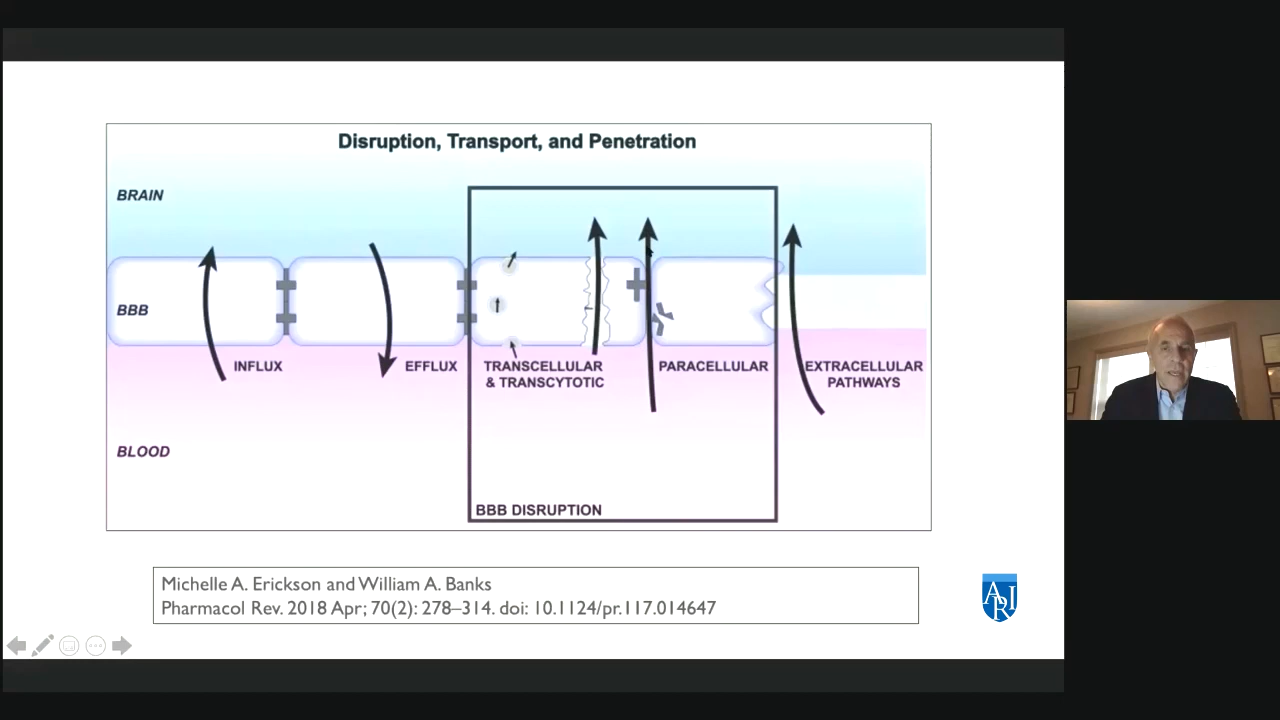 Disruption, Transport, and Penetration
BRAIN
BBB
INFLUX
EFFLUX
TRANSCELLULAR
& TRANSCYTOTIC
PARACELLULAR
EXTRACELLULAR
PATHWAYS
BLOOD
BBB DISRUPTION
Michelle A. Erickson and William A. Banks
Pharmacol Rev. 2018 Apr; 70(2): 278–314. doi: 10.1124/pr.117.014647
ADRI